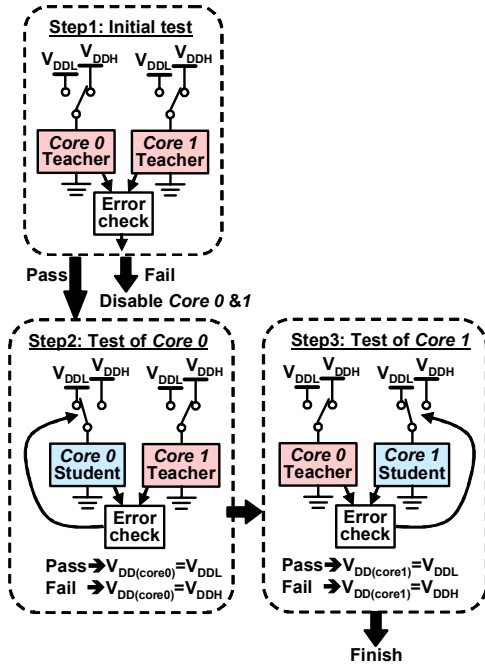 Step1: Initial test
VDDL VDDH VDDL VDDH
Core 0 Teacher
Core 1 Teacher
Error check
Pass
Fail
Disable Core 0 &1
Step2: Test of Core 0
VDDL VDDH VDDL VDDH
Core 0 Student
Core 1 Teacher
Error check
Pass➔VDD(core0)=VDDL
Fail ➔VDD(core0)=VDDH
Step3: Test of Core 1
VDDL VDDH VDDL VDDH
Core 0 Teacher
Core 1 Student
Error check
Pass➔VDD(core1)=VDDL
Fail ➔VDD(core1)=VDDH
Finish